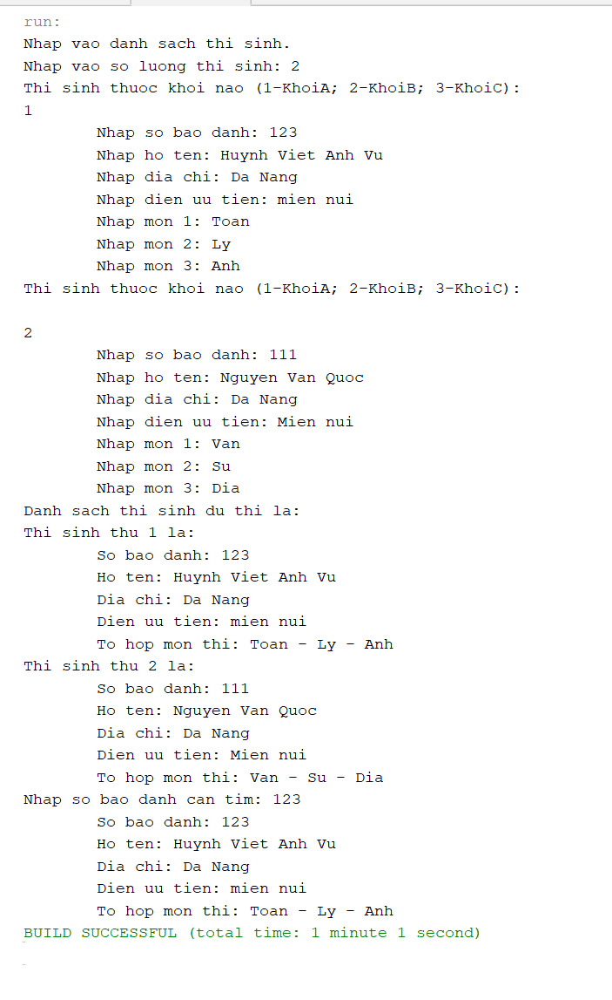 run:
Nhap vao danh sach thi sinh.
Nhap vao so luong thi sinh: 2
Thi sinh thuoc khoi nao (1-KhoiA; 2-KhoiB; 3-KhoiC):
1
Nhap so bao danh: 123
Nhap ho ten: Huynh Viet Anh Vu
Nhap dia chi: Da Nang
Nhap dien uu tien: mien nui
Nhap mon 1: Toan
Nhap mon 2: Ly
Nhap mon 3: Anh
Thi sinh thuoc khoi nao (1-KhoiA; 2-KhoiB; 3-KhoiC):
2
Nhap so bao danh: 111
Nhap ho ten: Nguyen Van Quoc
Nhap dia chi: Da Nang
Nhap dien uu tien: Mien nui
Nhap mon 1: Van
Nhap mon 2: Su
Nhap mon 3: Dia
Danh sach thi sinh du thi la:
Thi sinh thu 1 la:
So bao danh: 123
Ho ten: Huynh Viet Anh Vu
Dia chi: Da Nang
Dien uu tien: mien nui
To hop mon thi: Toan - Ly - Anh
Thi sinh thu 2 la:
So bao danh: 111
Ho ten: Nguyen Van Quoc
Dia chi: Da Nang
Dien uu tien: Mien nui
To hop mon thi: Van - Su - Dia
Nhap so bao danh can tim: 123
So bao danh: 123
Ho ten: Huynh Viet Anh Vu
Dia chi: Da Nang
Dien uu tien: mien nui
To hop mon thi: Toan - Ly - Anh
BUILD SUCCESSFUL (total time: 1 minute 1 second)